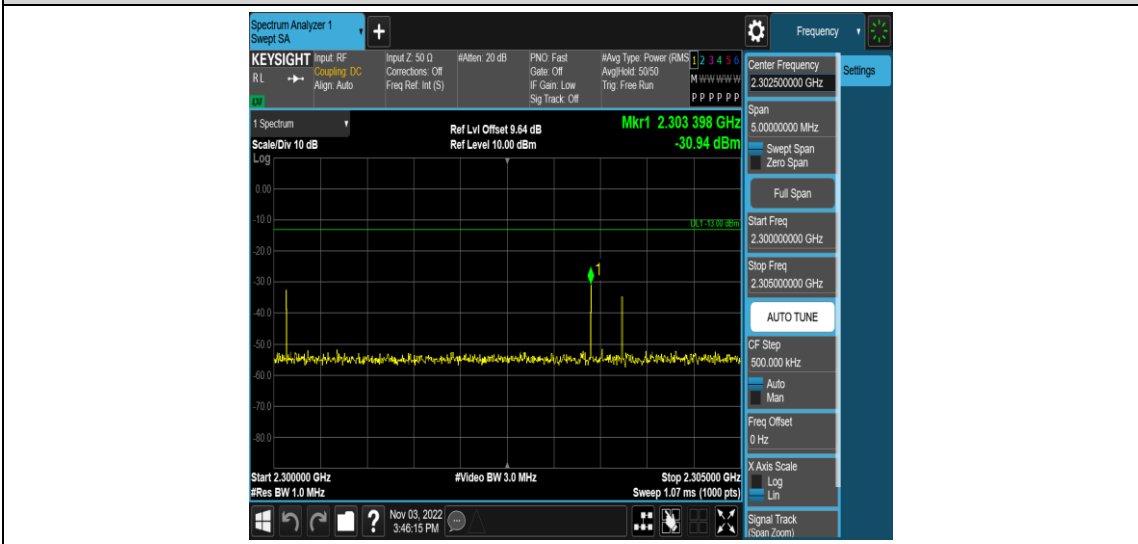 Spectrum Analyzer 1
Swept SA
Frequency
KEYSIGHT
RL
LXI
Input: RF
Coupling: DC
Align: Auto
Input Z: 50 Ω
Corrections: Off
Freq Ref: Int (S)
#Atten: 20 dB
PNO: Fast
Gate: Off
IF Gain: Low
Sig Track: Off
#Avg Type: Power (RMS
Avg|Hold: 50/50
Trig: Free Run
1 2 3 4 5 6
M W W W W W
P P P P P P
1 Spectrum
Scale/Div 10 dB
Ref Lvl Offset 9.64 dB
Ref Level 10.00 dBm
Mkr1 2.303 398 GHz
-30.94 dBm
Log
0.00
-10.0
-20.0
-30.0
-40.0
-50.0
-60.0
-70.0
-80.0
DL1 -13.00 dBm
1
Start 2.300000 GHz
#Res BW 1.0 MHz
#Video BW 3.0 MHz
Stop 2.305000 GHz
Sweep 1.07 ms (1000 pts)
?
Nov 03, 2022
3:46:15 PM
Center Frequency
2.302500000 GHz
Settings
Span
5.00000000 MHz
Swept Span
Zero Span
Full Span
Start Freq
2.300000000 GHz
Stop Freq
2.305000000 GHz
AUTO TUNE
CF Step
500.000 kHz
Auto
Man
Freq Offset
0 Hz
X Axis Scale
Log
Lin
Signal Track
(Span Zoom)